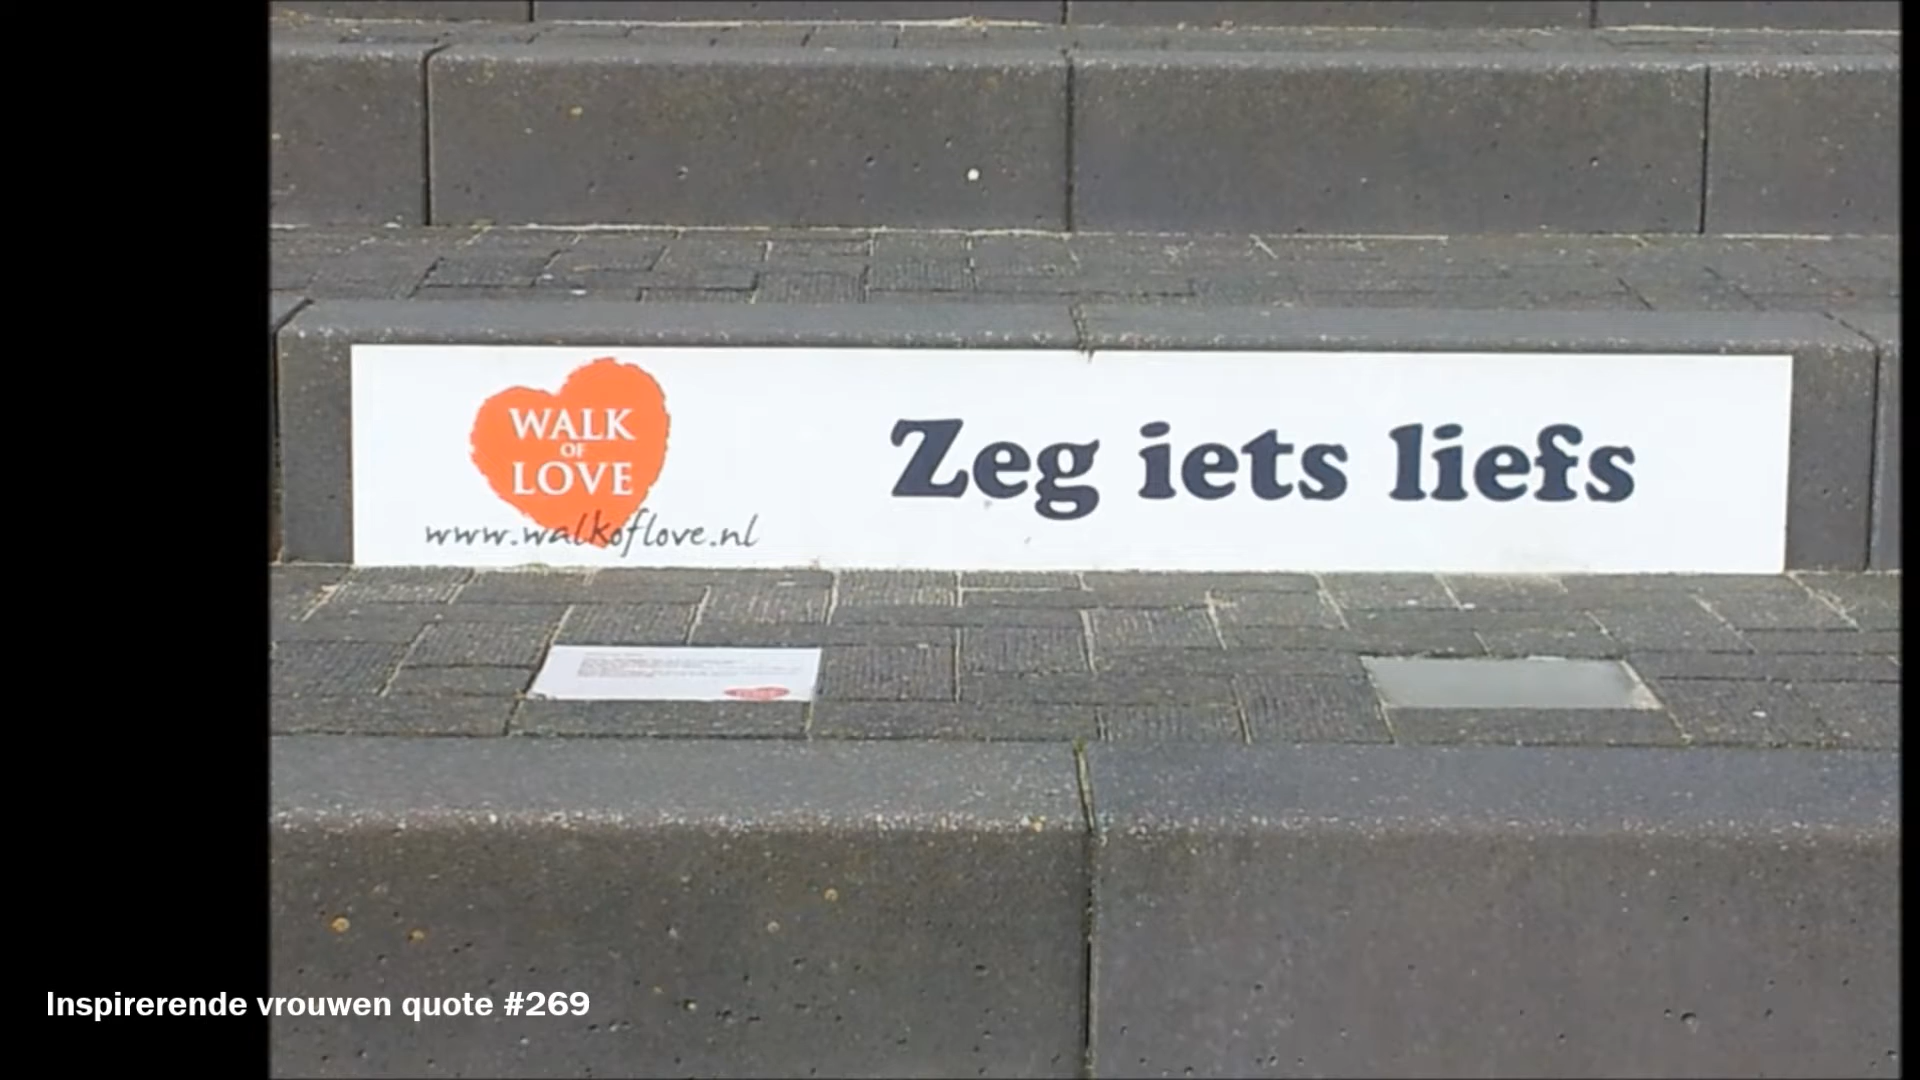 WALK
OF
LOVE
www.walkoflove.nl
Zeg iets liefs
Inspirerende vrouwen quote #269